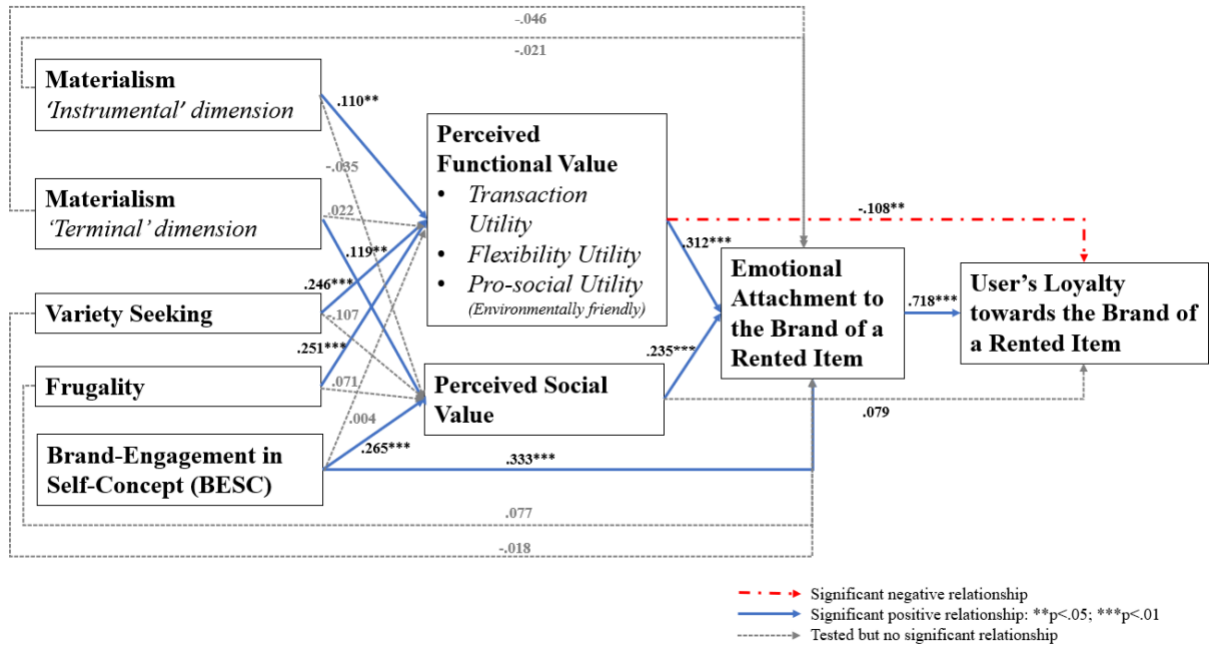 -.046
-.021
Materialism
‘Instrumental’ dimension
.110**
-.035
Materialism
‘Terminal’ dimension
.022
.119**
.246***
Variety Seeking
-.107
.251***
Frugality
.071
.004
Brand-Engagement in
Self-Concept (BESC)
.265***
Perceived
Functional Value
• Transaction
Utility
• Flexibility Utility
• Pro-social Utility
(Environmentally friendly)
Perceived Social
Value
-.108**
.312***
.235***
.333***
Emotional
Attachment to
the Brand of a
Rented Item
.718***
User’s Loyalty
towards the Brand of
a Rented Item
.079
.077
-.018
Significant negative relationship
Significant positive relationship: **p<.05; ***p<.01
Tested but no significant relationship